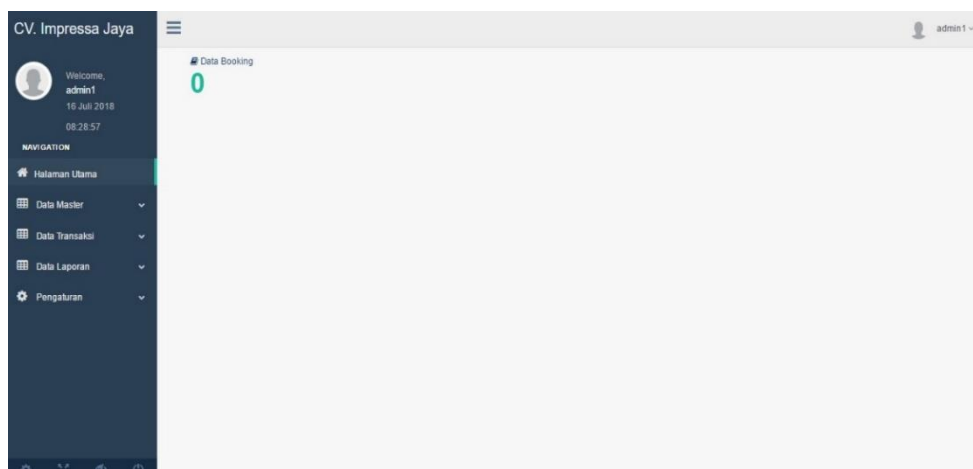 CV. Impressa Jaya
admin1
Welcome,
admin1
16 Juli 2018
08:28:57
NAVIGATION
Halaman Utama
Data Master
Data Transaksi
Data Laporan
Pengaturan
Data Booking
0